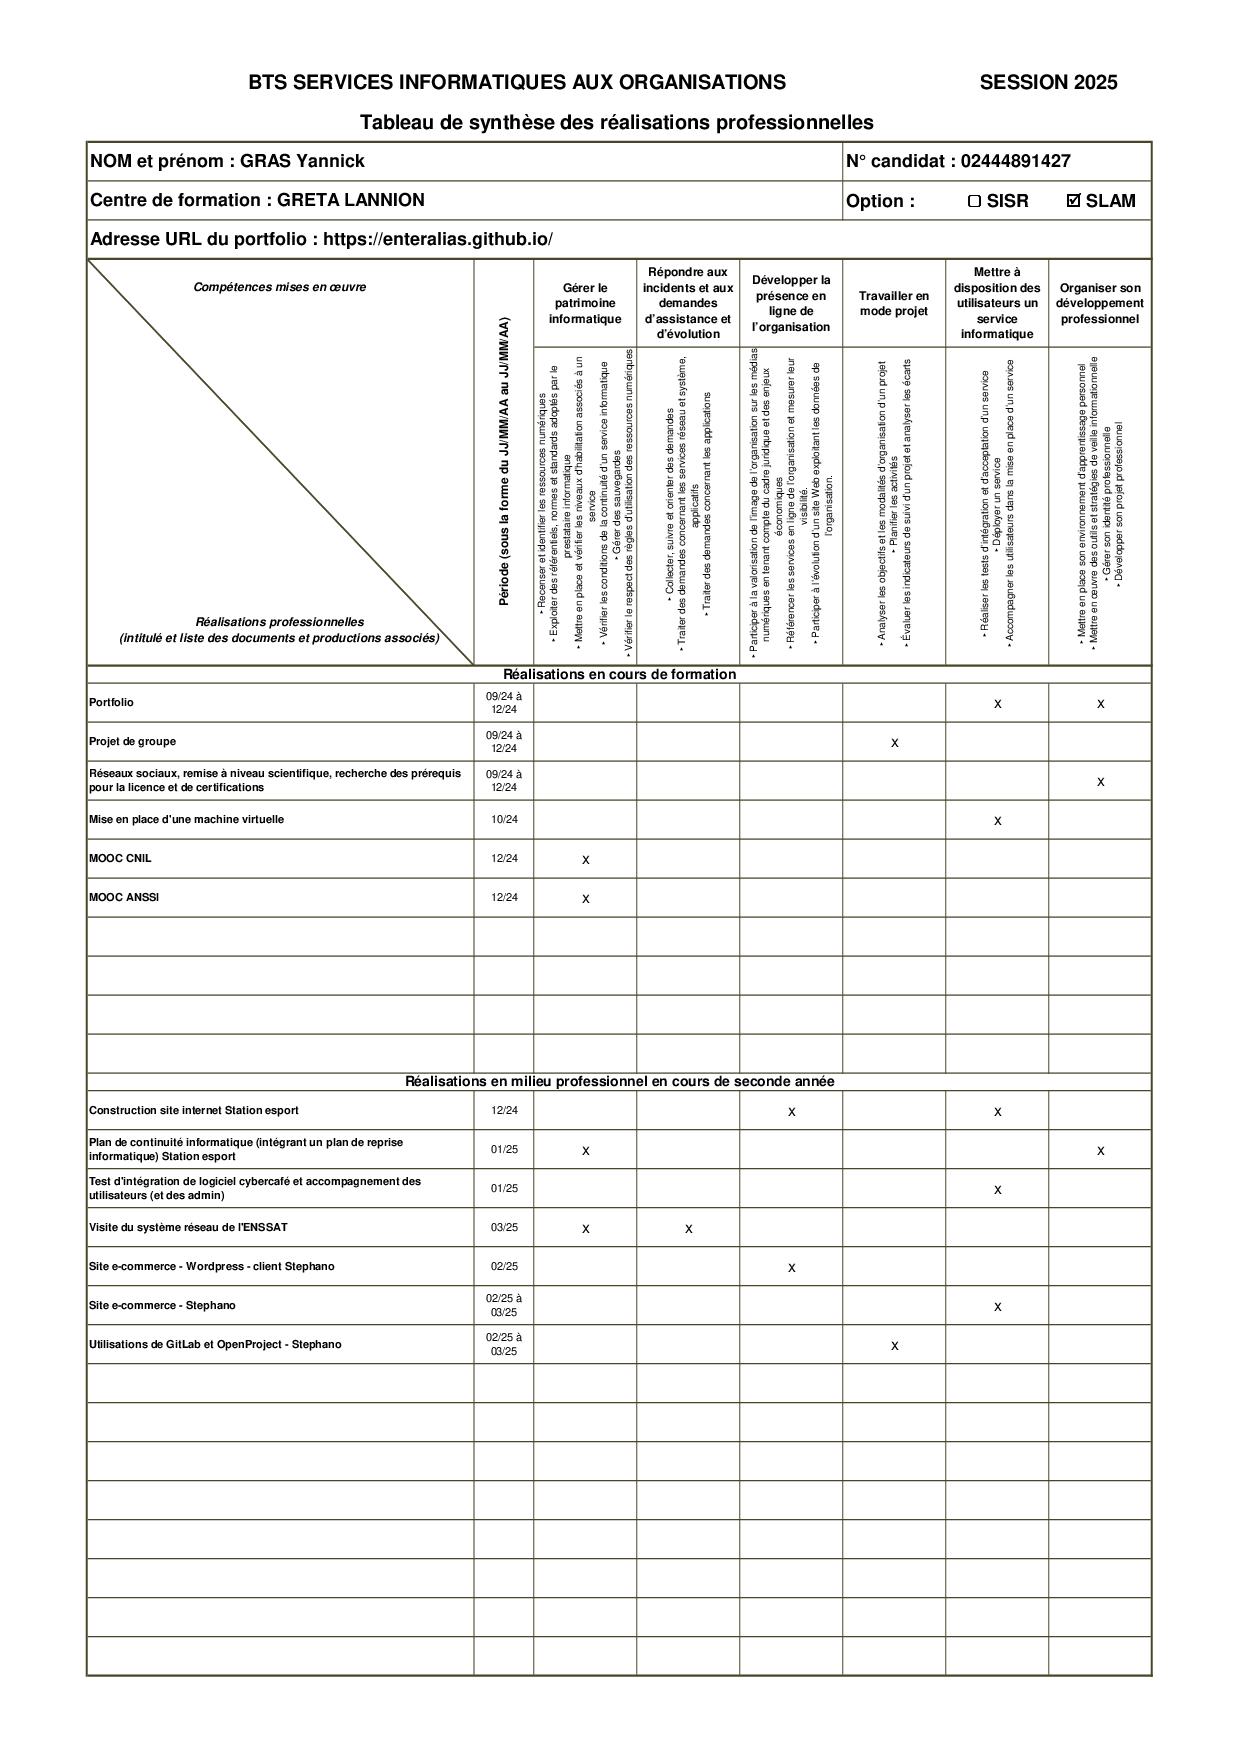 BTS SERVICES INFORMATIQUES AUX ORGANISATIONS SESSION 2025
Tableau de synthèse des réalisations professionnelles
NOM et prénom : GRAS Yannick N° candidat : 02444891427
Centre de formation : GRETA LANNION Option : ☐ SISR ☑ SLAM
Adresse URL du portfolio : https://enteralias.github.io/
Compétences mises en œuvre
Réalisations professionnelles
(intitulé et liste des documents et productions associés)
Période (sous la forme du JJ/MM/AA au JJ/MM/AA)
Gérer le
patrimoine
informatique
Répondre aux
incidents et aux
demandes
d'assistance et
d'évolution
Développer la
présence en
ligne de
l'organisation
Travailler en
mode projet
Mettre à
disposition des
utilisateurs un
service
informatique
Organiser son
développement
professionnel
‣ Recenser et identifier les ressources numériques
‣ Exploiter des référentiels, normes et standards adoptés par le
prestataire informatique
‣ Mettre en place et vérifier les niveaux d'habilitation associés à un
service
‣ Vérifier les conditions de la continuité d'un service informatique
‣ Gérer des sauvegardes
‣ Vérifier le respect des règles d'utilisation des ressources numériques
‣ Collecter, suivre et orienter des demandes
‣ Traiter des demandes concernant les services réseau et système,
applicatifs
‣ Traiter des demandes concernant les applications
‣ Participer à la valorisation de l'image de l'organisation sur les médias
numériques en tenant compte du cadre juridique et des enjeux
économiques
‣ Référencer les services en ligne de l'organisation et mesurer leur
visibilité.
‣ Participer à l'évolution d'un site Web exploitant les données de
l'organisation.
‣ Analyser les objectifs et les modalités d'organisation d'un projet
‣ Planifier les activités
‣ Évaluer les indicateurs de suivi d'un projet et analyser les écarts
‣ Réaliser les tests d'intégration et d'acceptation d'un service
‣ Déployer un service
‣ Accompagner les utilisateurs dans la mise en place d'un service
‣ Mettre en place son environnement d'apprentissage personnel
‣ Mettre en œuvre des outils et stratégies de veille informationnelle
‣ Gérer son identité professionnelle
‣ Développer son projet professionnel
Réalisations en cours de formation
Portfolio 09/24 à
12/24 x x
Projet de groupe 09/24 à
12/24 x
Réseaux sociaux, remise à niveau scientifique, recherche des prérequis
pour la licence et de certifications 09/24 à
12/24 x
Mise en place d'une machine virtuelle 10/24 x
MOOC CNIL 12/24 x
MOOC ANSSI 12/24 x
Réalisations en milieu professionnel en cours de seconde année
Construction site internet Station esport 12/24 x x
Plan de continuité informatique (intégrant un plan de reprise
informatique) Station esport 01/25 x x
Test d'intégration de logiciel cybercafé et accompagnement des
utilisateurs (et des admin) 01/25 x
Visite du système réseau de l'ENSSAT 03/25 x x
Site e-commerce - Wordpress - client Stephano 02/25 x
Site e-commerce - Stephano 02/25 à
03/25 x
Utilisations de GitLab et OpenProject - Stephano 02/25 à
03/25 x